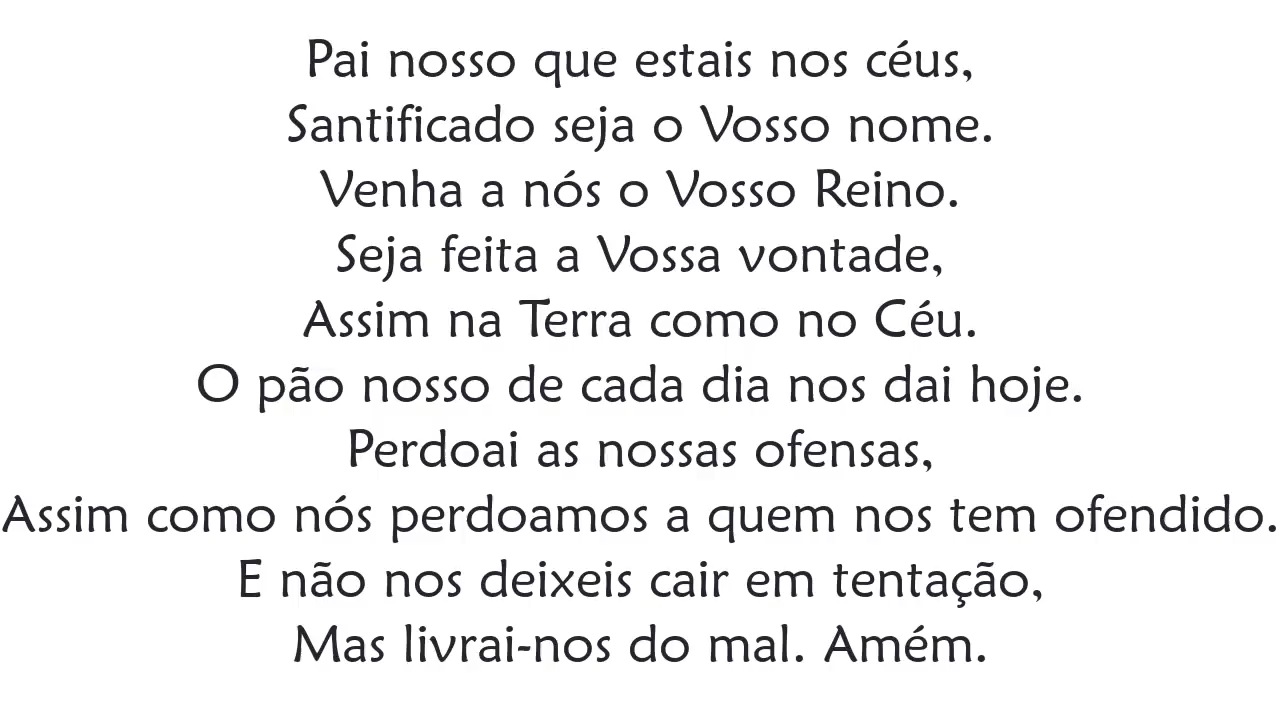 Pai nosso que estais nos céus,
Santificado seja o Vosso nome.
Venha a nós o Vosso Reino.
Seja feita a Vossa vontade,
Assim na Terra como no Céu.
O pão nosso de cada dia nos dai hoje.
Perdoai as nossas ofensas,
Assim como nós perdoamos a quem nos tem ofendido.
E não nos deixeis cair em tentação,
Mas livrai-nos do mal. Amém.